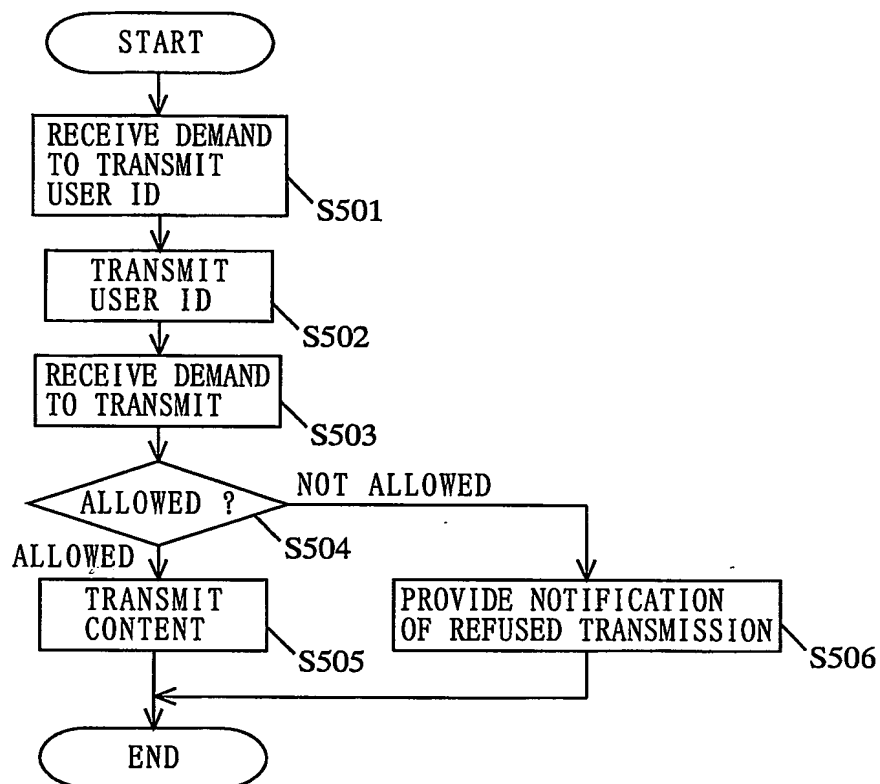 START
RECEIVE DEMAND
TO TRANSMIT
USER ID
S501
TRANSMIT
USER ID
S502
RECEIVE DEMAND
TO TRANSMIT
S503
ALLOWED ?
NOT ALLOWED
S504
ALLOWED
TRANSMIT
CONTENT
S505
PROVIDE NOTIFICATION
OF REFUSED TRANSMISSION
S506
END